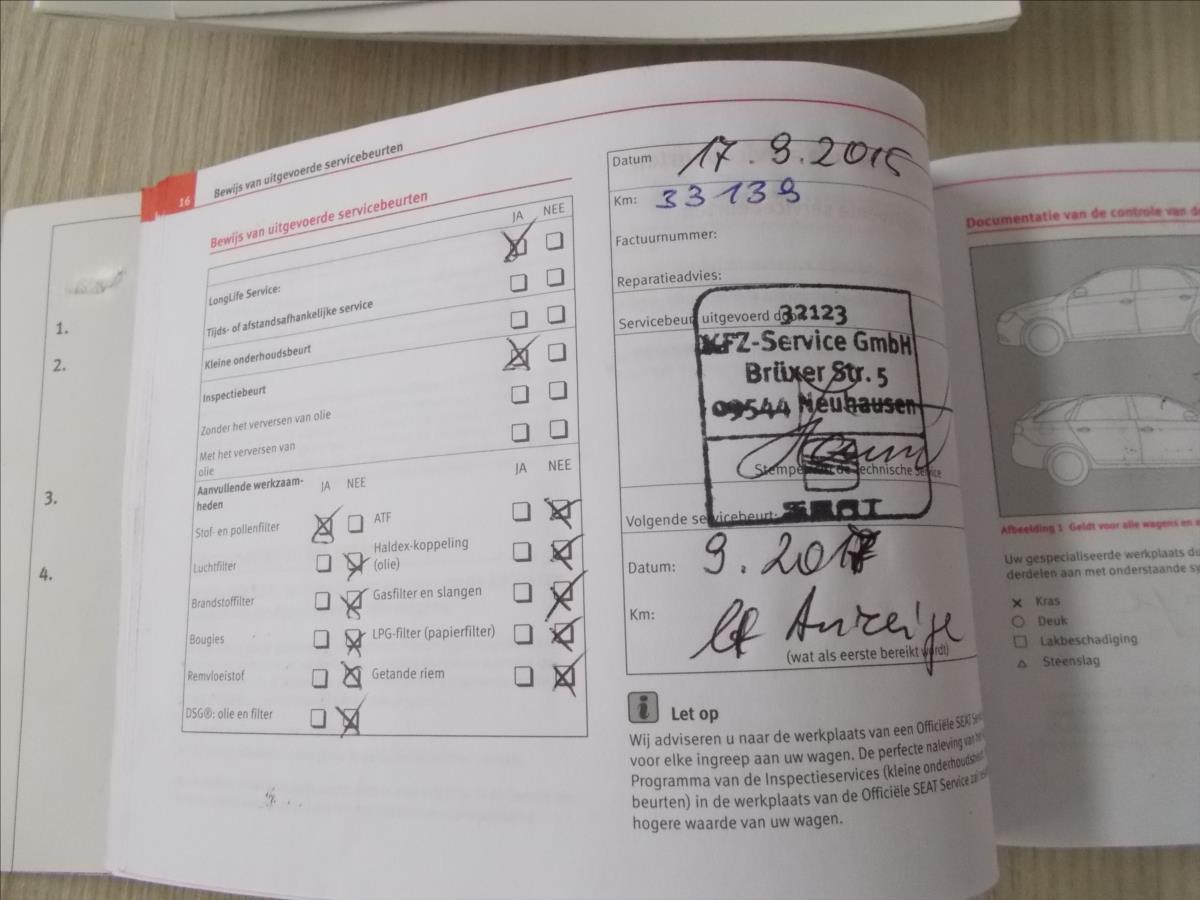 16
Bewijs van uitgevoerde servicebeurten
Bewijs van uitgevoerde servicebeurten
JA NEE
LongLife Service:
Tijds- of afstandsafhankelijke service
Kleine onderhoudsbeurt
Inspectiebeurt
Zonder het verversen van olie
Met het verversen van
olie
Aanvullende werkzaam-
heden
JA NEE
JA NEE
Stof- en pollenfilter
ATF
Luchtfilter
Haldex-koppeling
(olie)
Brandstoffilter
Gasfilter en slangen
Bougies
LPG-filter (papierfilter)
Remvloeistof
Getande riem
DSG®: olie en filter
Datum 17.9.2015
Km: 33139
Factuurnummer:
Reparatieadvies:
Servicebeurt uitgevoerd
32123
KFZ-Service GmbH
Brüxer Str. 5
09544 Neuhausen
Stempel van de technische service
SEAT
Volgende servicebeurt:
Datum: 9.2017
Km: lt Anzeige
(wat als eerste bereikt wordt)
i Let op
Wij adviseren u naar de werkplaats van een Officiële SEAT
voor elke ingreep aan uw wagen. De perfecte naleving van
Programma van de Inspectieservices (kleine onderhoudsbeurt
beurten) in de werkplaats van de Officiële SEAT Service
hogere waarde van uw wagen.
1.
2.
3.
4.
Documentatie van de controle van de
Afbeelding 1 Geldt voor alle wagens en
Uw gespecialiseerde werkplaats
derdelen aan met onderstaande
Kras
Deuk
Lakbeschadiging
Steenslag